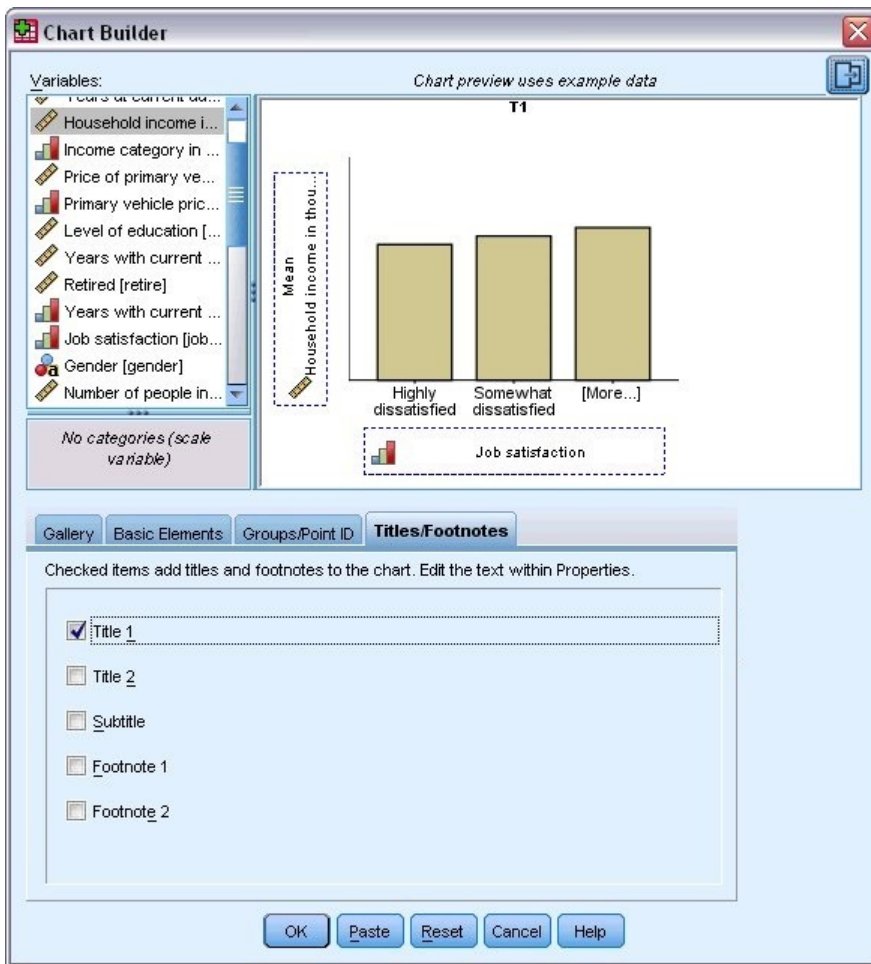 Chart Builder
Variables:
Chart preview uses example data
Years at current ad...
Household income i...
Income category in ...
Price of primary ve...
Primary vehicle pric...
Level of education [...
Years with current ...
Retired [retire]
Years with current ...
Job satisfaction [job...
Gender [gender]
Number of people in...
No categories (scale
variable)
T1
Mean
Household income in thou...
Highly
dissatisfied
Somewhat
dissatisfied
[More...]
Job satisfaction
Gallery
Basic Elements
Groups/Point ID
Titles/Footnotes
Checked items add titles and footnotes to the chart. Edit the text within Properties.
Title 1
Title 2
Subtitle
Footnote 1
Footnote 2
OK
Paste
Reset
Cancel
Help